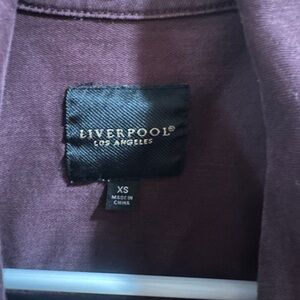 LIVERPOOL®
LOS ANGELES
XS
MADE IN
CHINA